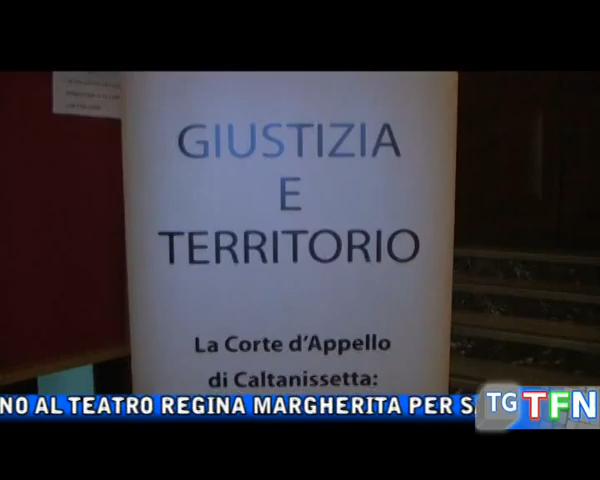 GIUSTIZIA
E
TERRITORIO
La Corte d'Appello
di Caltanissetta:
NO AL TEATRO REGINA MARGHERITA PER
TG TFN